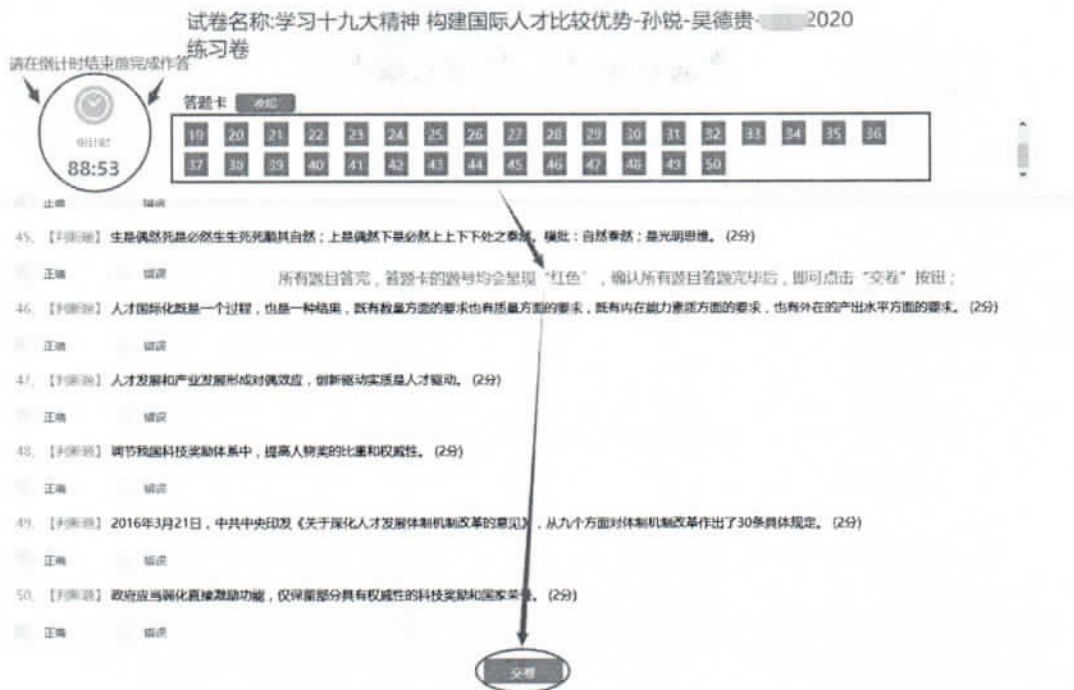 试卷名称:学习十九大精神 构建国际人才比较优势-孙锐-吴德贵- 2020
练习卷
请在倒计时结束前完成作答
答题卡 收起
倒计时
88:53
19 20 21 22 23 24 25 26 27 28 29 30 31 32 33 34 35 36
37 38 39 40 41 42 43 44 45 46 47 48 49 50
正确 错误
45、【判断题】 生是偶然死是必然生生死死顺其自然；上是偶然下是必然上上下下处之泰然。横批：自然泰然；是光明思维。 (2分)
正确 错误
所有题目答完，答题卡的题号均会呈现“红色”，确认所有题目答题完毕后，即可点击“交卷”按钮；
46、【判断题】 人才国际化既是一个过程，也是一种结果，既有数量方面的要求也有质量方面的要求，既有内在能力素质方面的要求，也有外在的产出水平方面的要求。 (2分)
正确 错误
47、【判断题】 人才发展和产业发展形成对偶效应，创新驱动实质是人才驱动。 (2分)
正确 错误
48、【判断题】 调节我国科技奖励体系中，提高人物奖的比重和权威性。 (2分)
正确 错误
49、【判断题】 2016年3月21日，中共中央印发《关于深化人才发展体制机制改革的意见》，从九个方面对体制机制改革作出了30条具体规定。 (2分)
正确 错误
50、【判断题】 政府应当弱化直接激励功能，仅保留部分具有权威性的科技奖励和国家荣誉。 (2分)
正确 错误
交卷